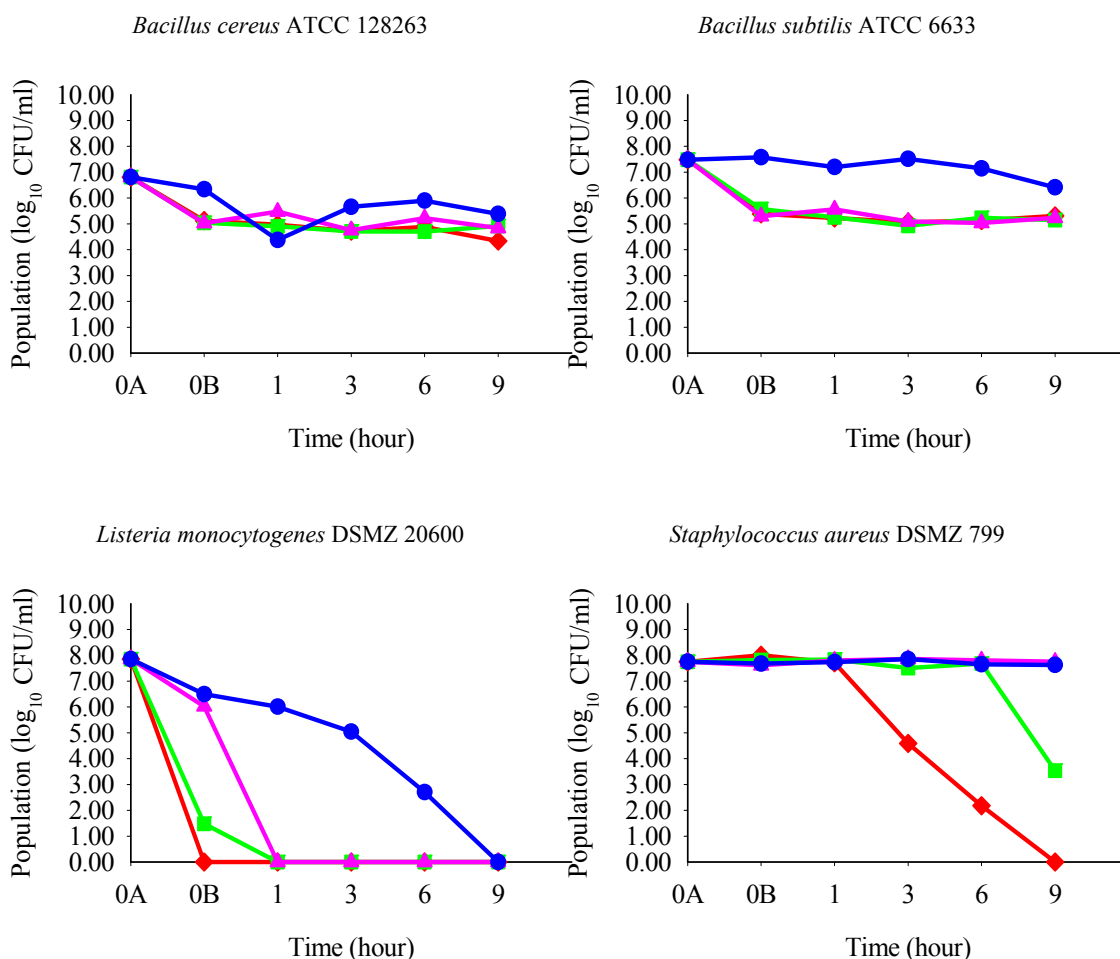 Bacillus cereus ATCC 128263
Population (log10 CFU/ml)
10.00
9.00
8.00
7.00
6.00
5.00
4.00
3.00
2.00
1.00
0.00
0A 0B 1 3 6 9
Time (hour)
Bacillus subtilis ATCC 6633
Population (log10 CFU/ml)
10.00
9.00
8.00
7.00
6.00
5.00
4.00
3.00
2.00
1.00
0.00
0A 0B 1 3 6 9
Time (hour)
Listeria monocytogenes DSMZ 20600
Population (log10 CFU/ml)
10.00
9.00
8.00
7.00
6.00
5.00
4.00
3.00
2.00
1.00
0.00
0A 0B 1 3 6 9
Time (hour)
Staphylococcus aureus DSMZ 799
Population (log10 CFU/ml)
10.00
9.00
8.00
7.00
6.00
5.00
4.00
3.00
2.00
1.00
0.00
0A 0B 1 3 6 9
Time (hour)